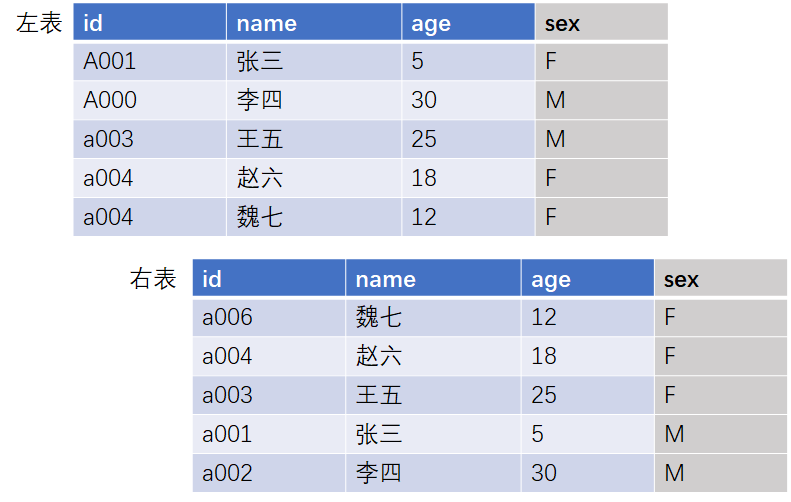 左表 id name age sex
A001 张三 5 F
A000 李四 30 M
a003 王五 25 M
a004 赵六 18 F
a004 魏七 12 F
右表 id name age sex
a006 魏七 12 F
a004 赵六 18 F
a003 王五 25 F
a001 张三 5 M
a002 李四 30 M